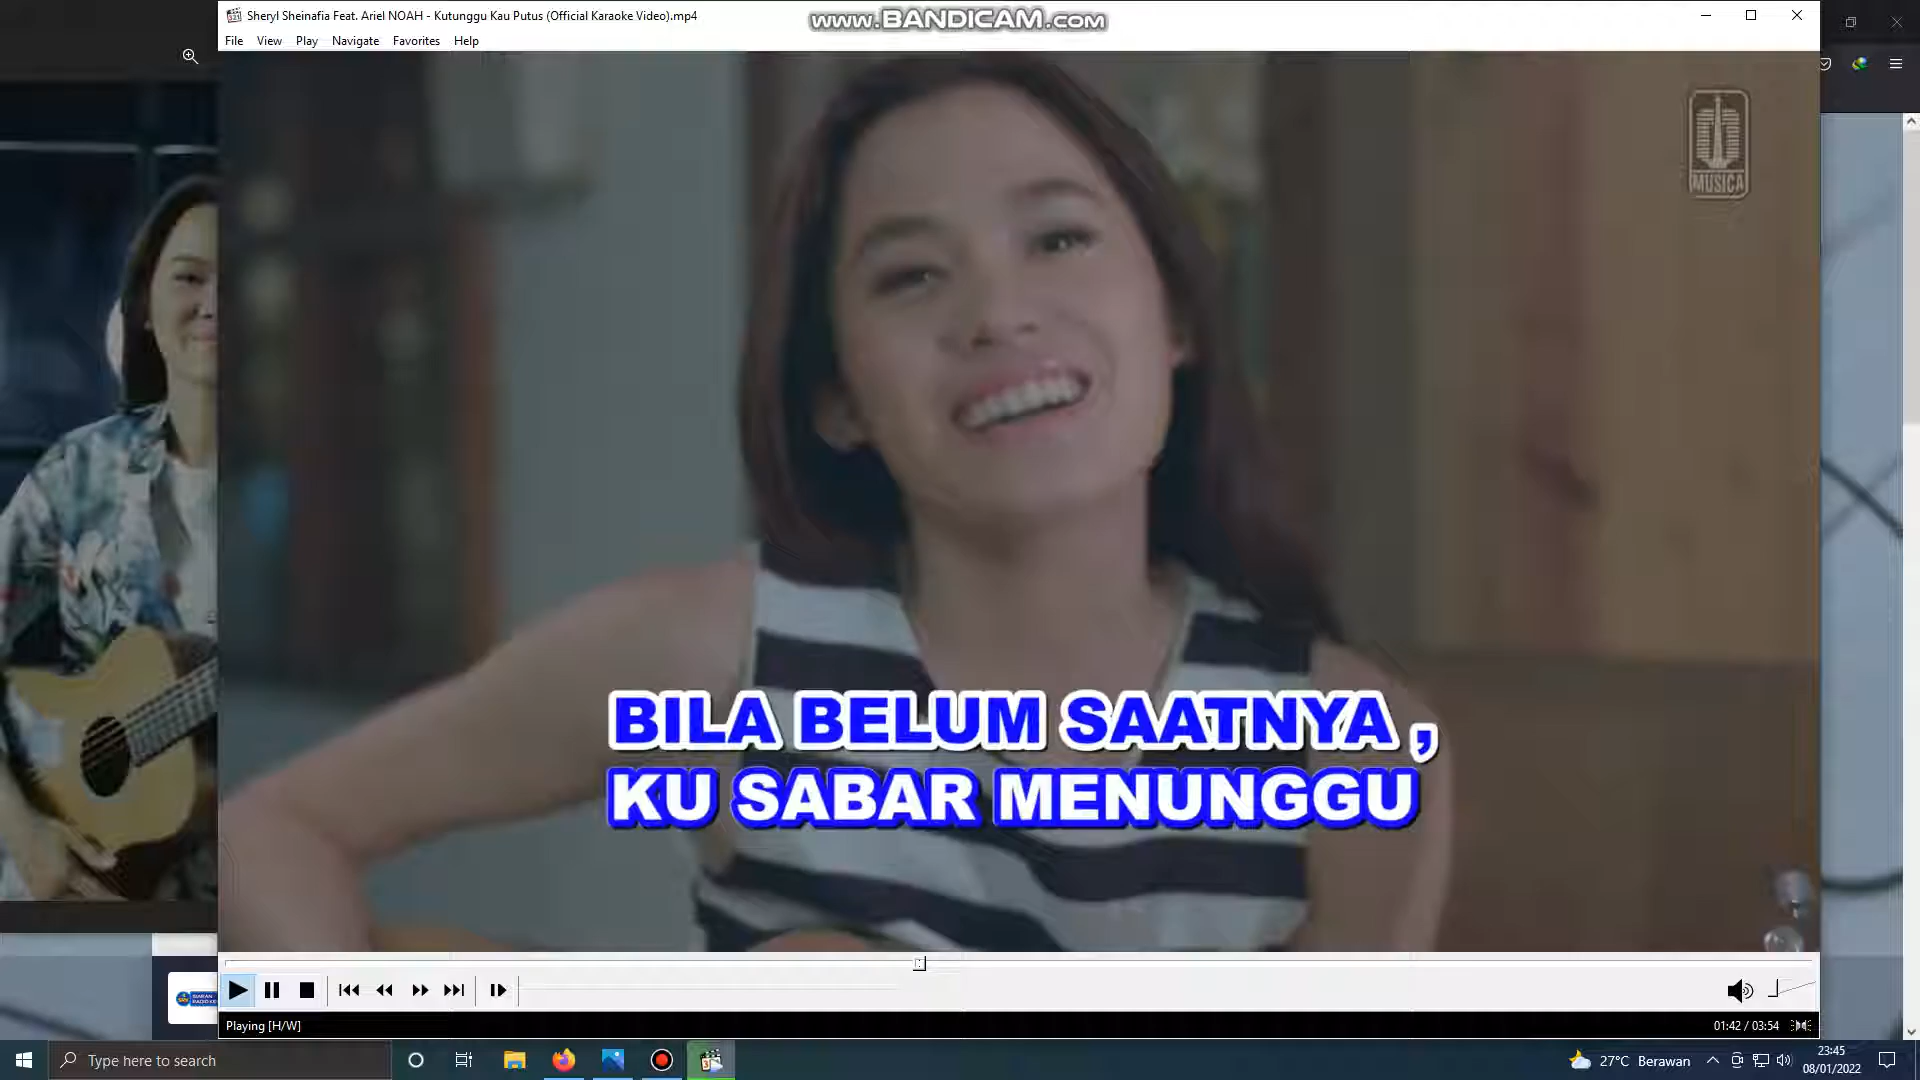 Sheryl Sheinafia Feat. Ariel NOAH - Kutunggu Kau Putus (Official Karaoke Video).mp4
www.BANDICAM.com
File View Play Navigate Favorites Help
MUSICA
BILA BELUM SAATNYA ,
KU SABAR MENUNGGU
Playing [H/W]
01:42 / 03:54
Type here to search
27°C Berawan
23:45
08/01/2022